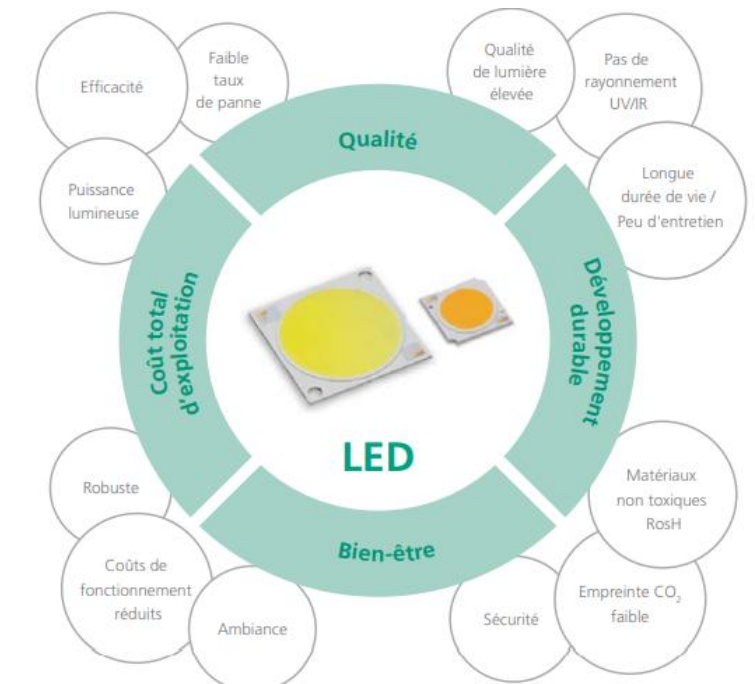 Efficacité
Faible
taux
de panne
Qualité
de lumière
élevée
Pas de
rayonnement
UV/IR
Puissance
lumineuse
Qualité
Longue
durée de vie /
Peu d'entretien
Coût total
d'exploitation
Développement
durable
LED
Robuste
Matériaux
non toxiques
RosH
Bien-être
Coûts de
fonctionnement
réduits
Ambiance
Sécurité
Empreinte CO₂
faible